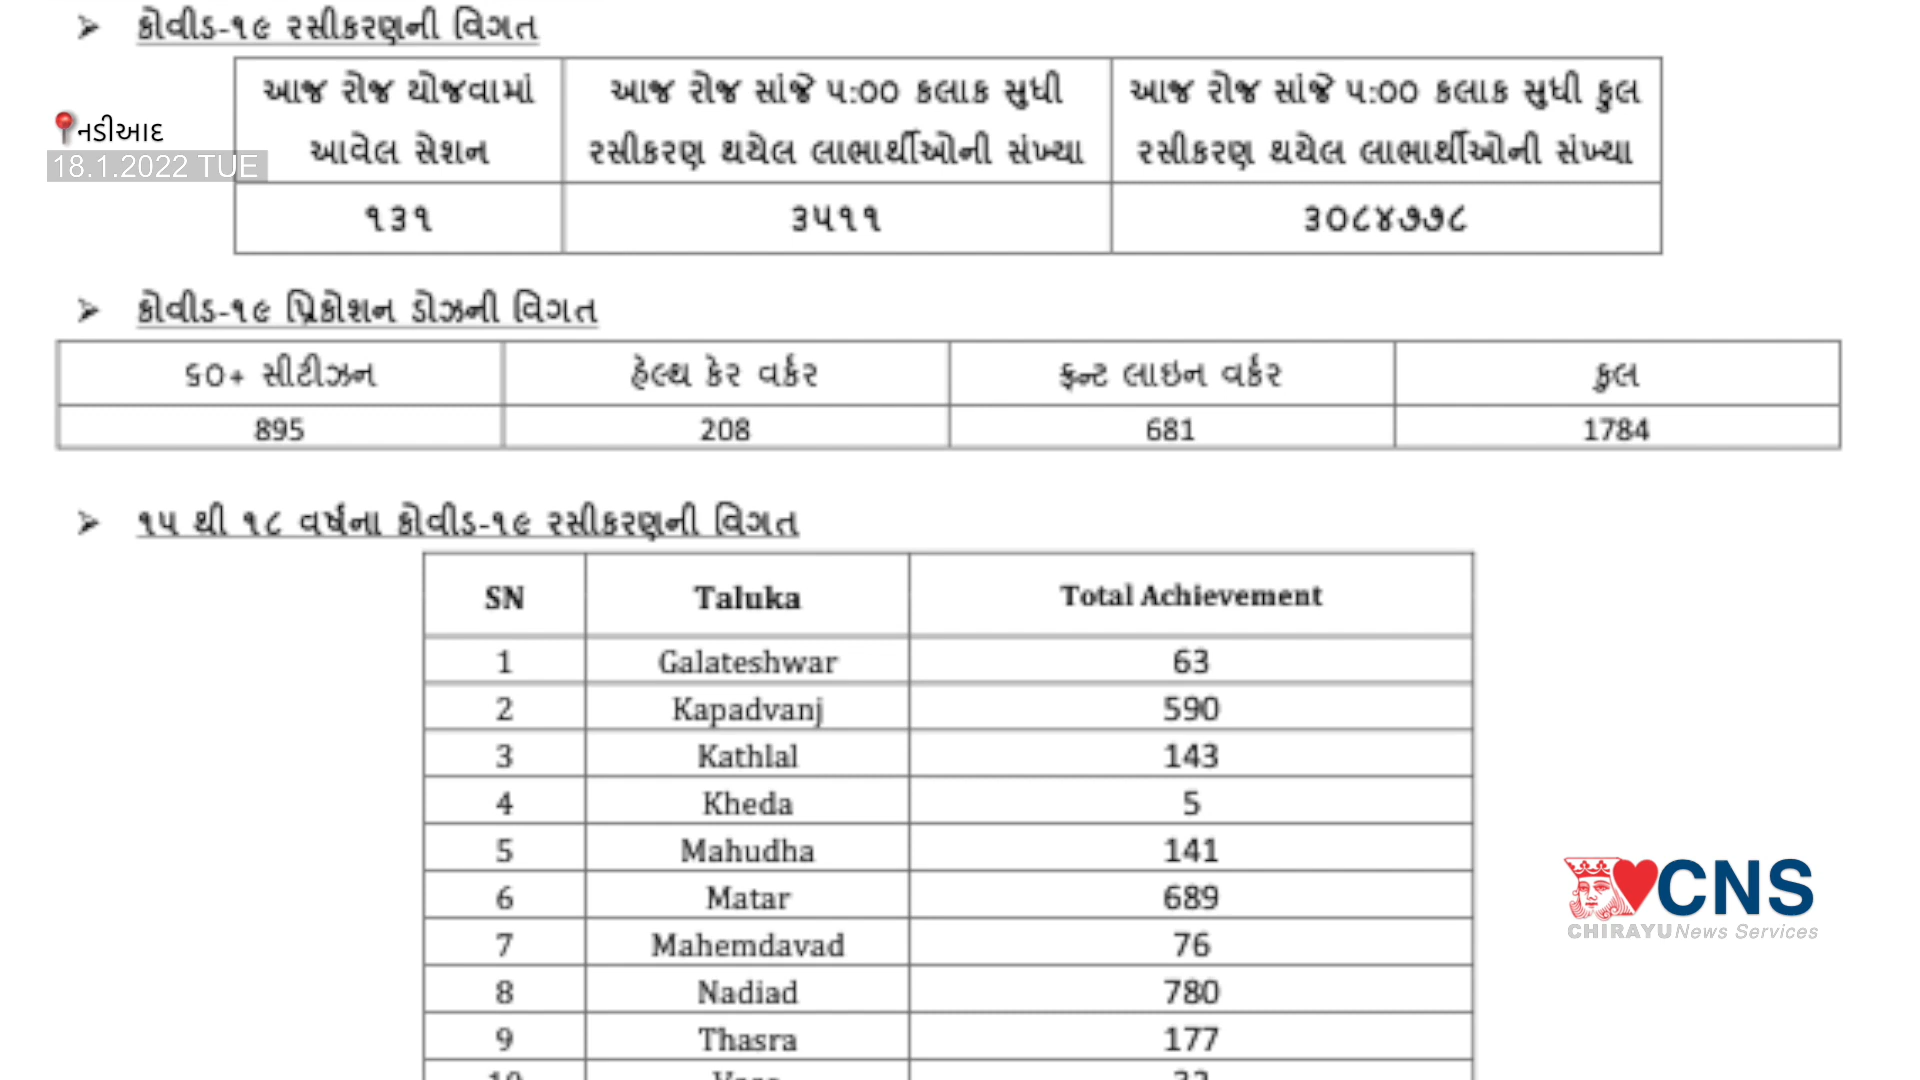 ➢ કોવીડ-૧૯ રસીકરણની વિગત
આજ રોજ યોજવામાં આવેલ સેશન
આજ રોજ સાંજે ૫:૦૦ કલાક સુધી રસીકરણ થયેલ લાભાર્થીઓની સંખ્યા
આજ રોજ સાંજે ૫:૦૦ કલાક સુધી કુલ રસીકરણ થયેલ લાભાર્થીઓની સંખ્યા
📍નડીઆદ
18.1.2022 TUE
૧૩૧ ૩૫૧૧ ૩૦૮૪૭૭૮
➢ કોવીડ-૧૯ પ્રિકોશન ડોઝની વિગત
૬૦+ સીટીઝન હેલ્થ કેર વર્કર ફ્ન્ટ લાઇન વર્કર કુલ
895 208 681 1784
➢ ૧૫ થી ૧૮ વર્ષના કોવીડ-૧૯ રસીકરણની વિગત
SN Taluka Total Achievement
1 Galateshwar 63
2 Kapadvanj 590
3 Kathlal 143
4 Kheda 5
5 Mahudha 141
6 Matar 689
7 Mahemdavad 76
8 Nadiad 780
9 Thasra 177
CNS
CHIRAYU News Services